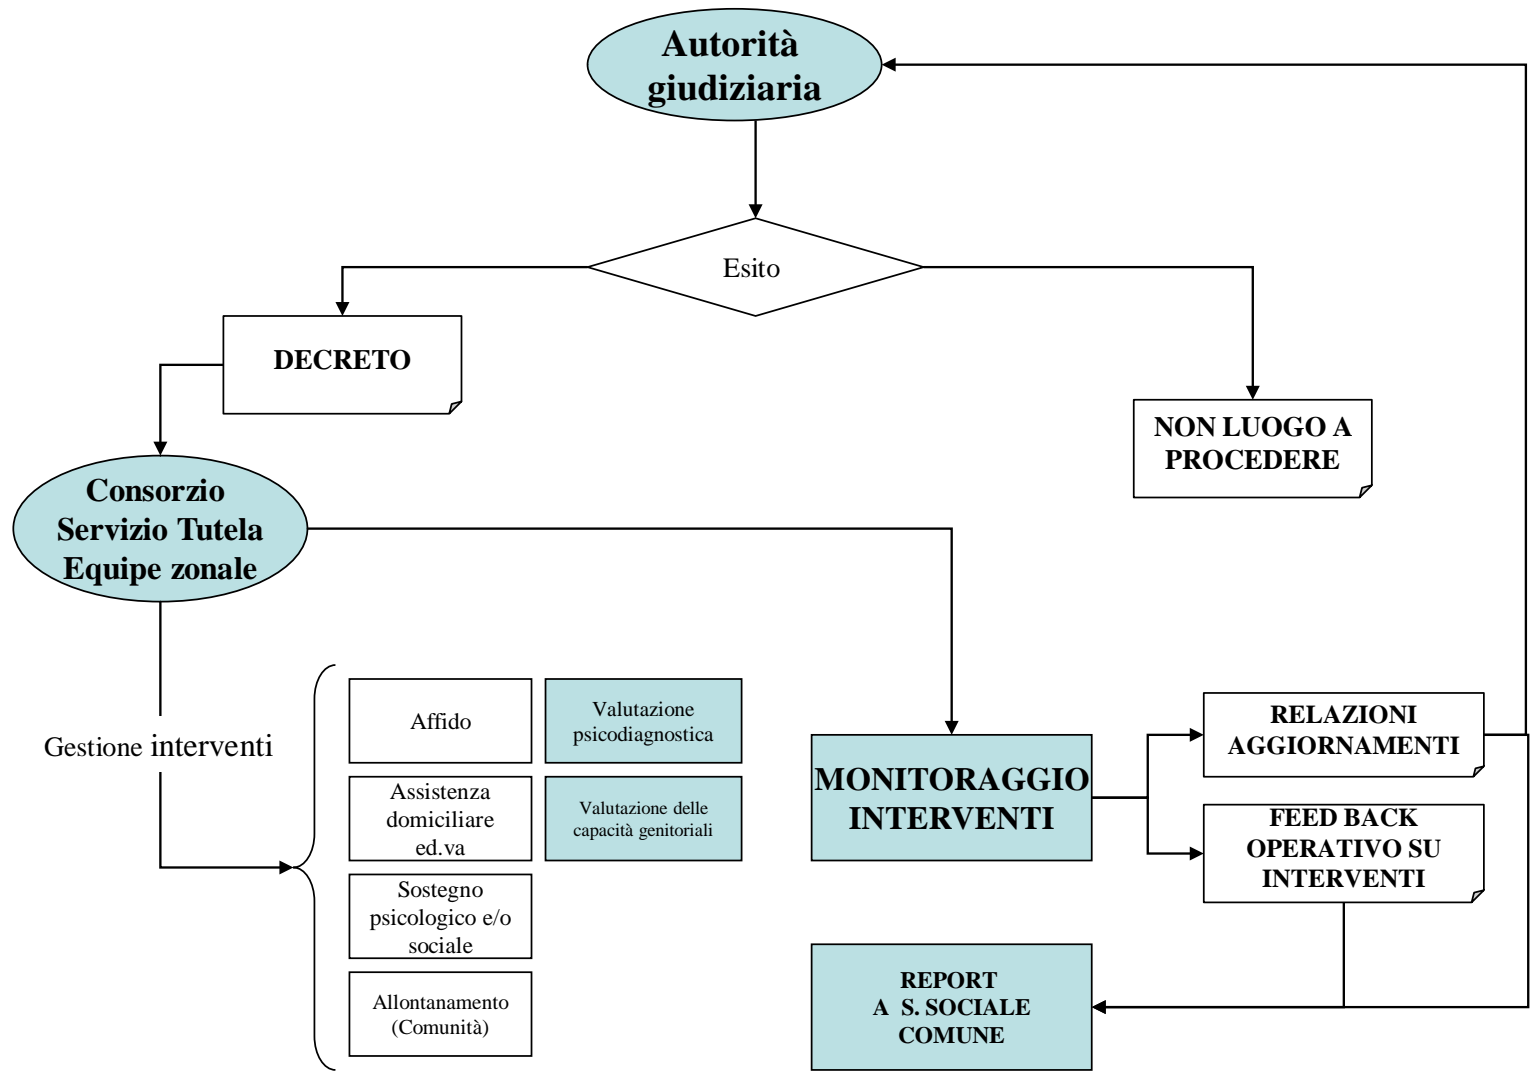 Autorità
giudiziaria
Esito
DECRETO
NON LUOGO A
PROCEDERE
Consorzio
Servizio Tutela
Equipe zonale
Gestione interventi
Affido
Valutazione
psicodiagnostica
Assistenza
domiciliare
ed.va
Valutazione delle
capacità genitoriali
Sostegno
psicologico e/o
sociale
Allontanamento
(Comunità)
MONITORAGGIO
INTERVENTI
RELAZIONI
AGGIORNAMENTI
FEED BACK
OPERATIVO SU
INTERVENTI
REPORT
A S. SOCIALE
COMUNE